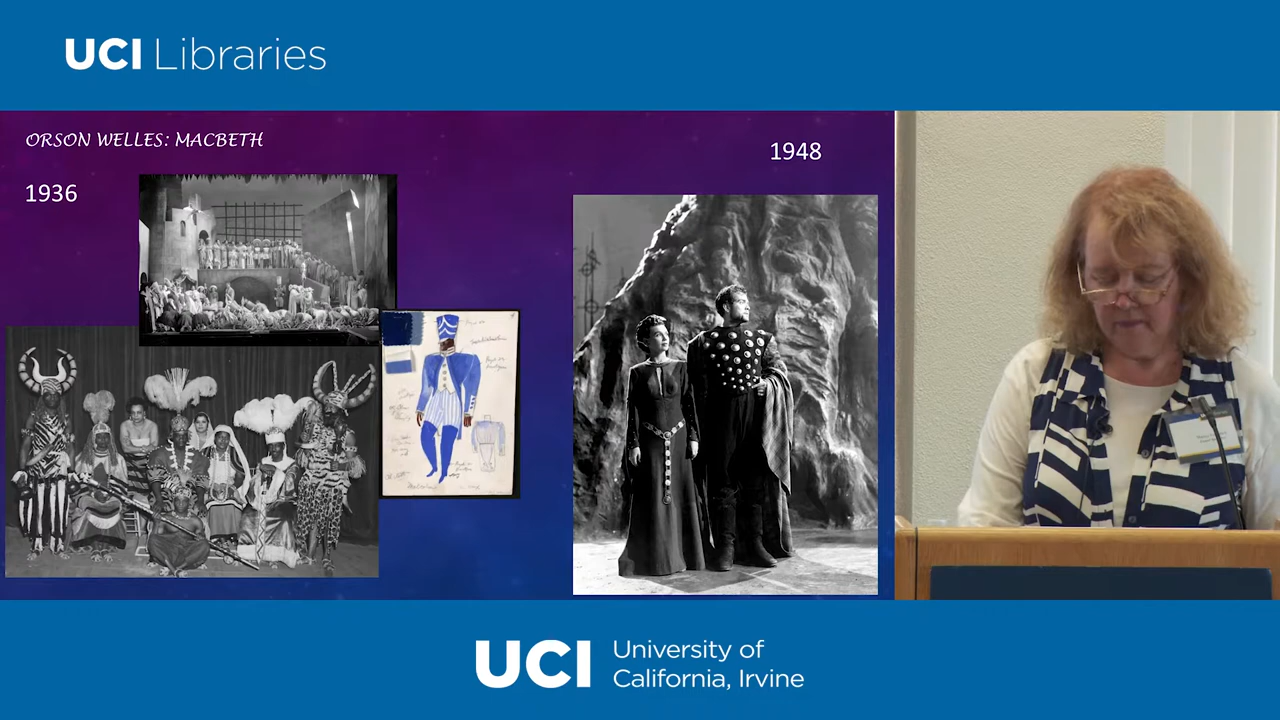 UCI Libraries
ORSON WELLES: MACBETH
1936
1948
UCI
University of
California, Irvine